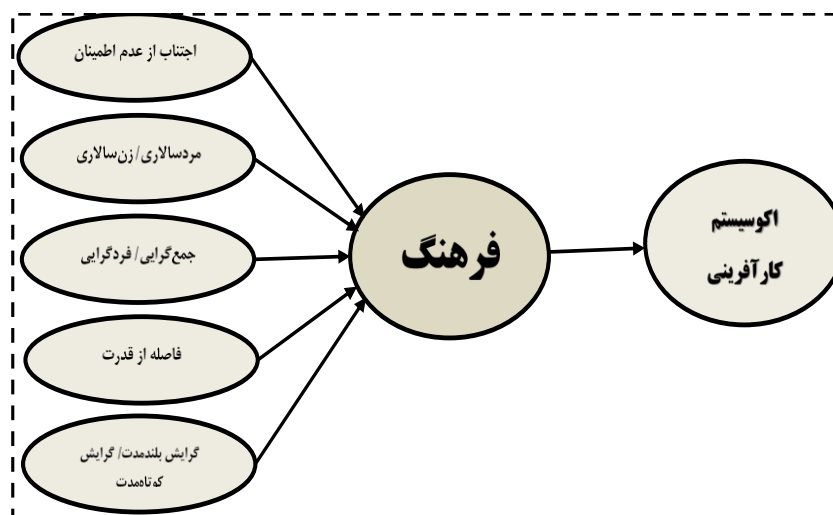 اجتناب از عدم اطمینان
مردسالاری/ زن‌سالاری
جمع‌گرایی/ فردگرایی
فاصله از قدرت
گرایش بلندمدت/ گرایش
کوتاه‌مدت
فرهنگ
اکوسیستم
کارآفرینی